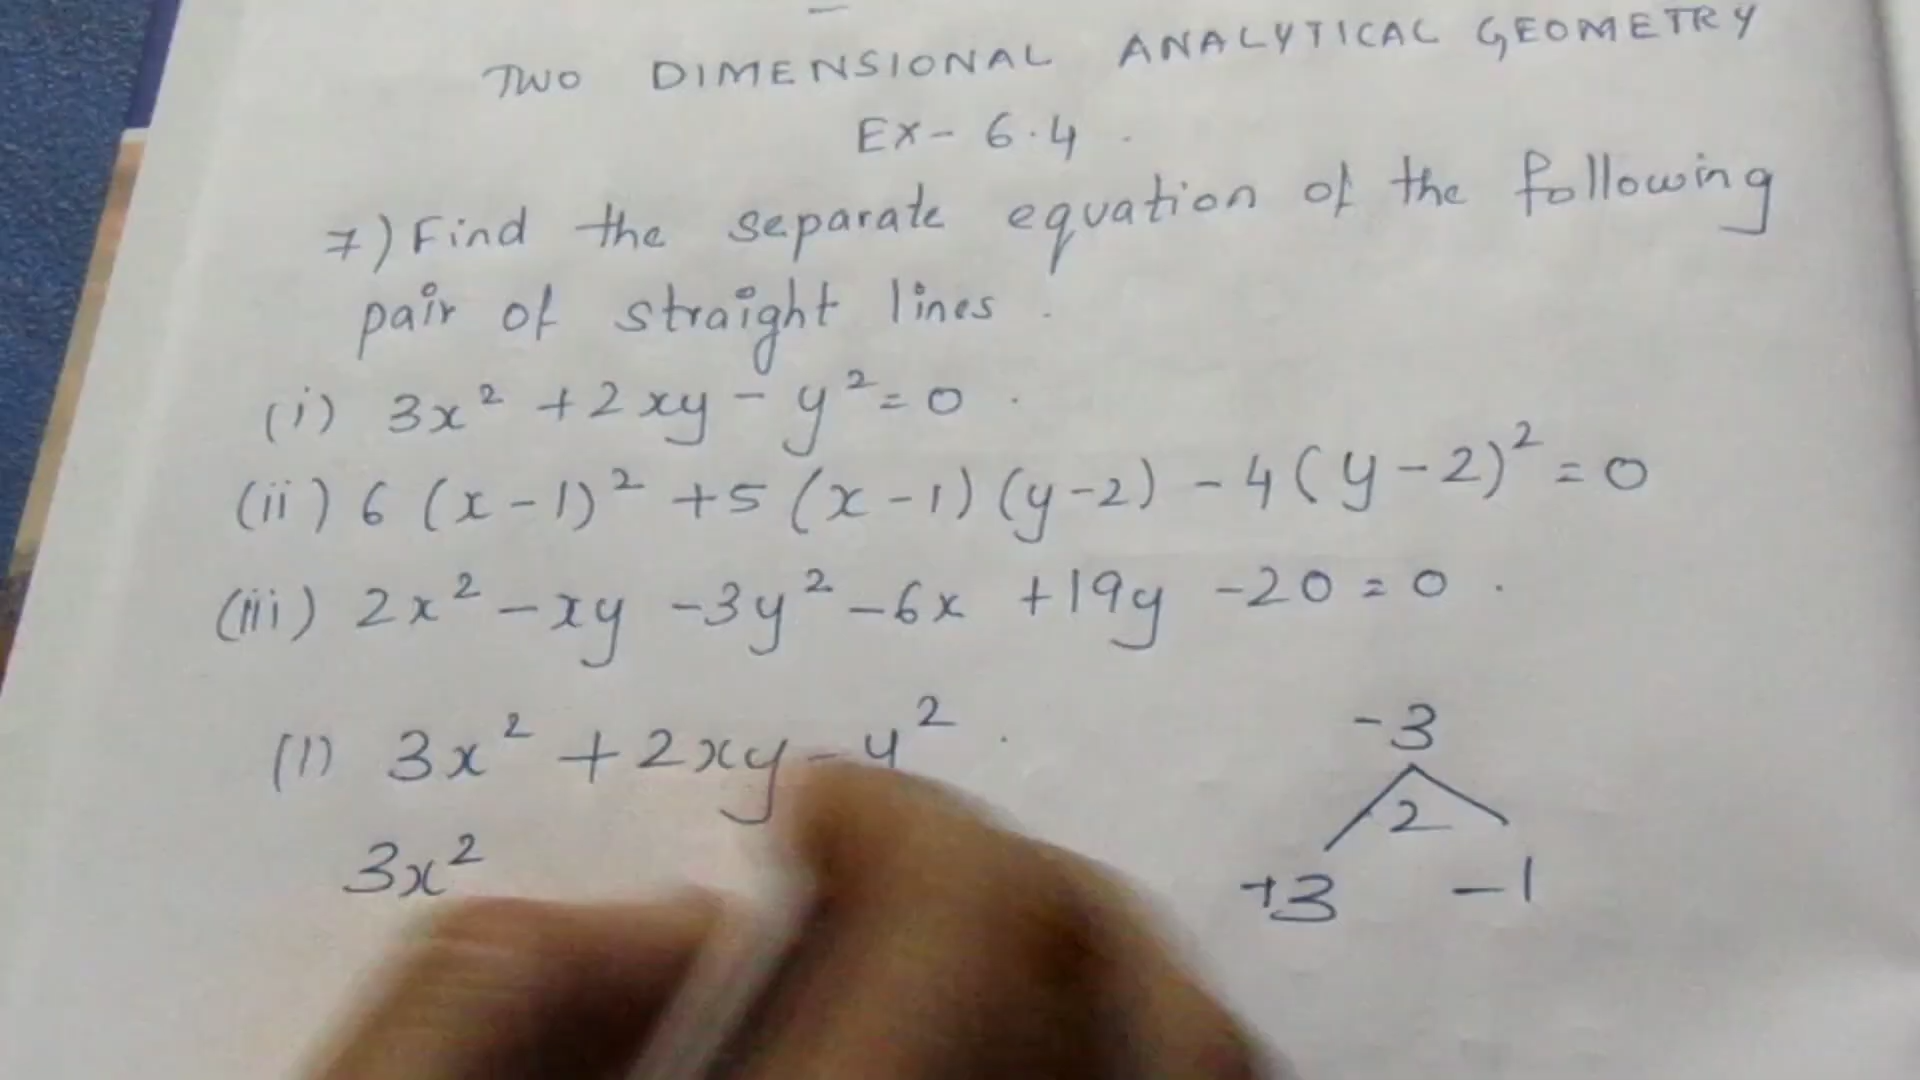 TWO DIMENSIONAL ANALYTICAL GEOMETRY
EX- 6.4.
7) Find the separate equation of the following
pair of straight lines.
(i) 3x² + 2xy - y² = 0.
(ii) 6(x-1)² + 5(x-1)(y-2) - 4(y-2)² = 0
(iii) 2x² - xy - 3y² - 6x + 19y - 20 = 0.
(1) 3x² + 2xy - y².
-3
2
3x²
+3 -1